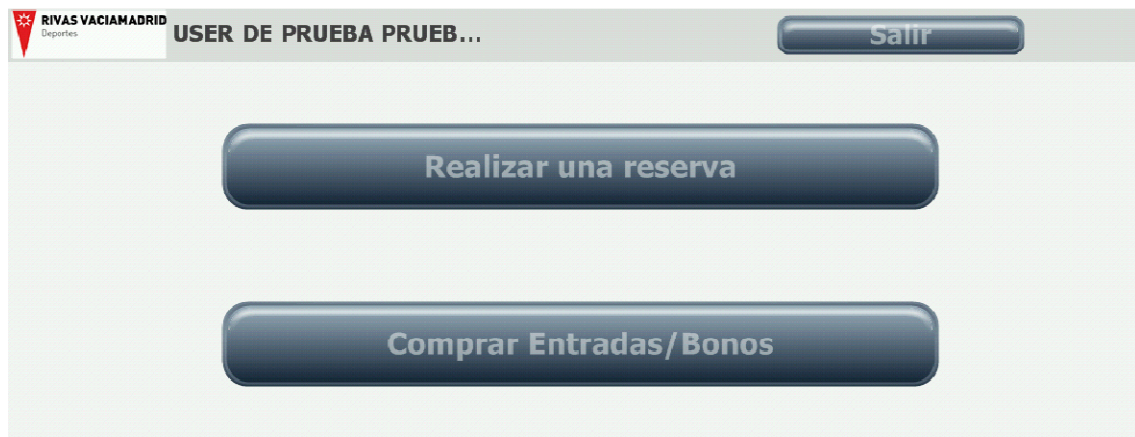 RIVAS VACIAMADRID
Deportes.
USER DE PRUEBA PRUEB...
Salir
Realizar una reserva
Comprar Entradas/Bonos